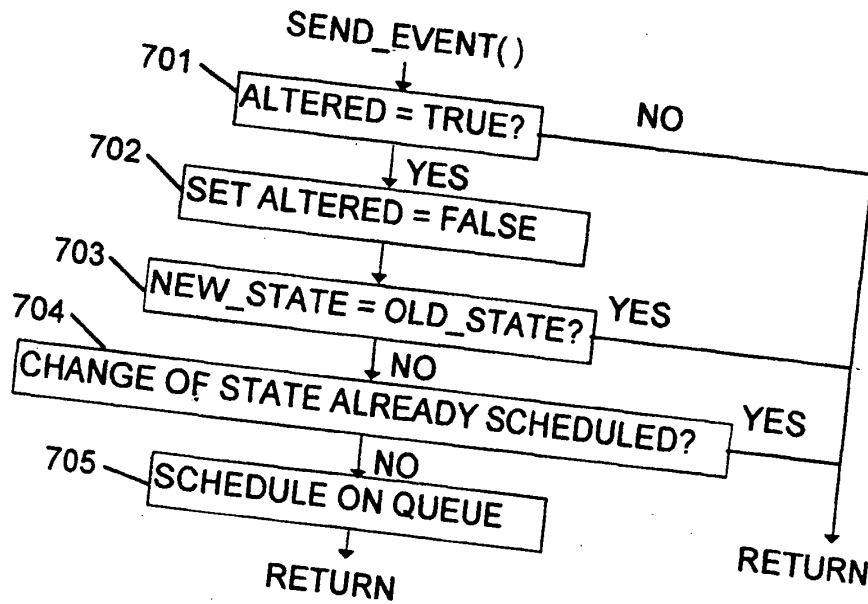 SEND_EVENT()
701
ALTERED = TRUE?
NO
YES
702
SET ALTERED = FALSE
703
NEW_STATE = OLD_STATE?
YES
NO
704
CHANGE OF STATE ALREADY SCHEDULED?
YES
NO
705
SCHEDULE ON QUEUE
RETURN
RETURN